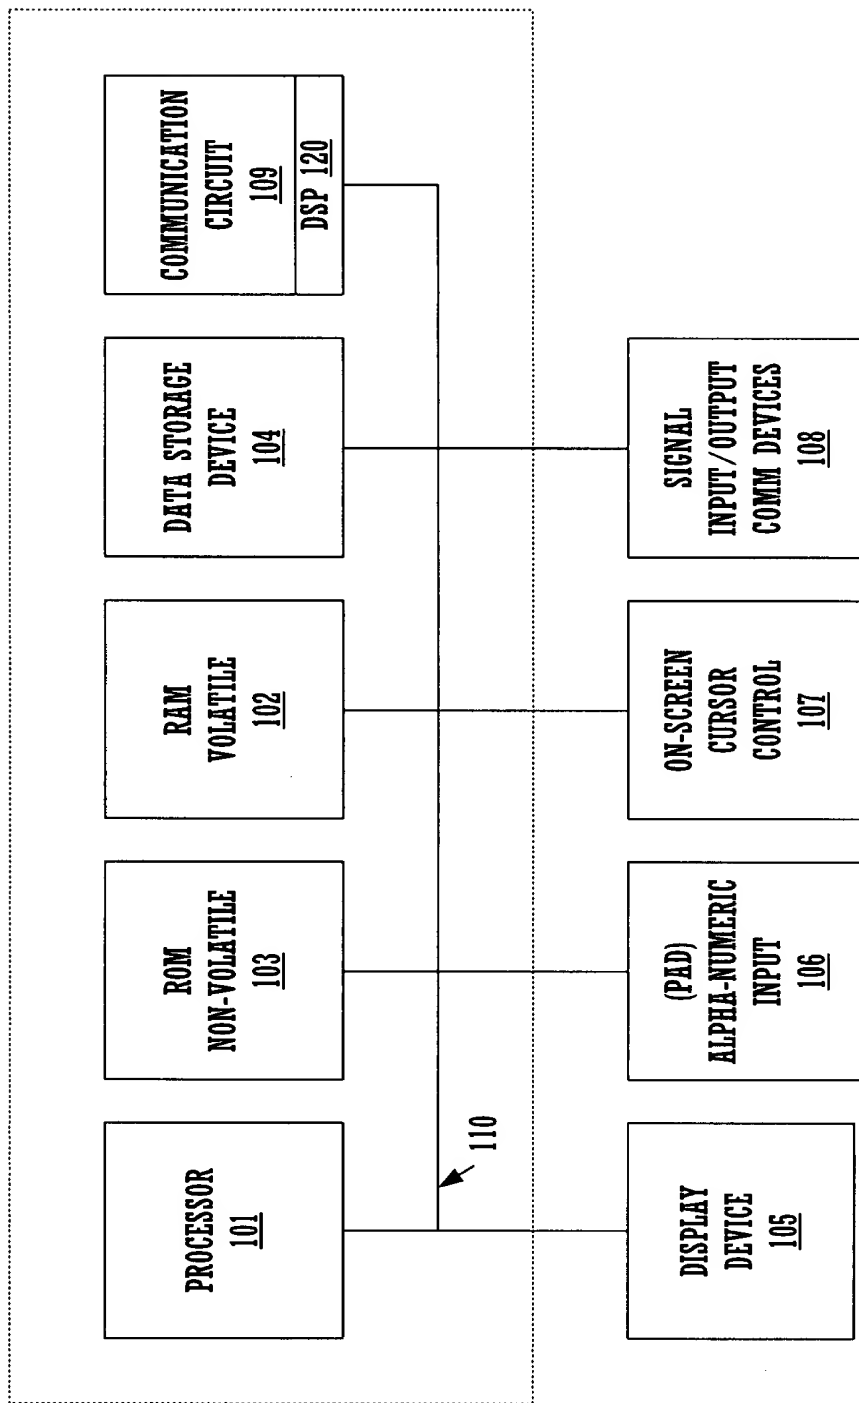 PROCESSOR
101
ROM
NON-VOLATILE
103
RAM
VOLATILE
102
DATA STORAGE
DEVICE
104
COMMUNICATION
CIRCUIT
109
DSP 120
110
DISPLAY
DEVICE
105
(PAD)
ALPHA-NUMERIC
INPUT
106
ON-SCREEN
CURSOR
CONTROL
107
SIGNAL
INPUT/OUTPUT
COMM DEVICES
108